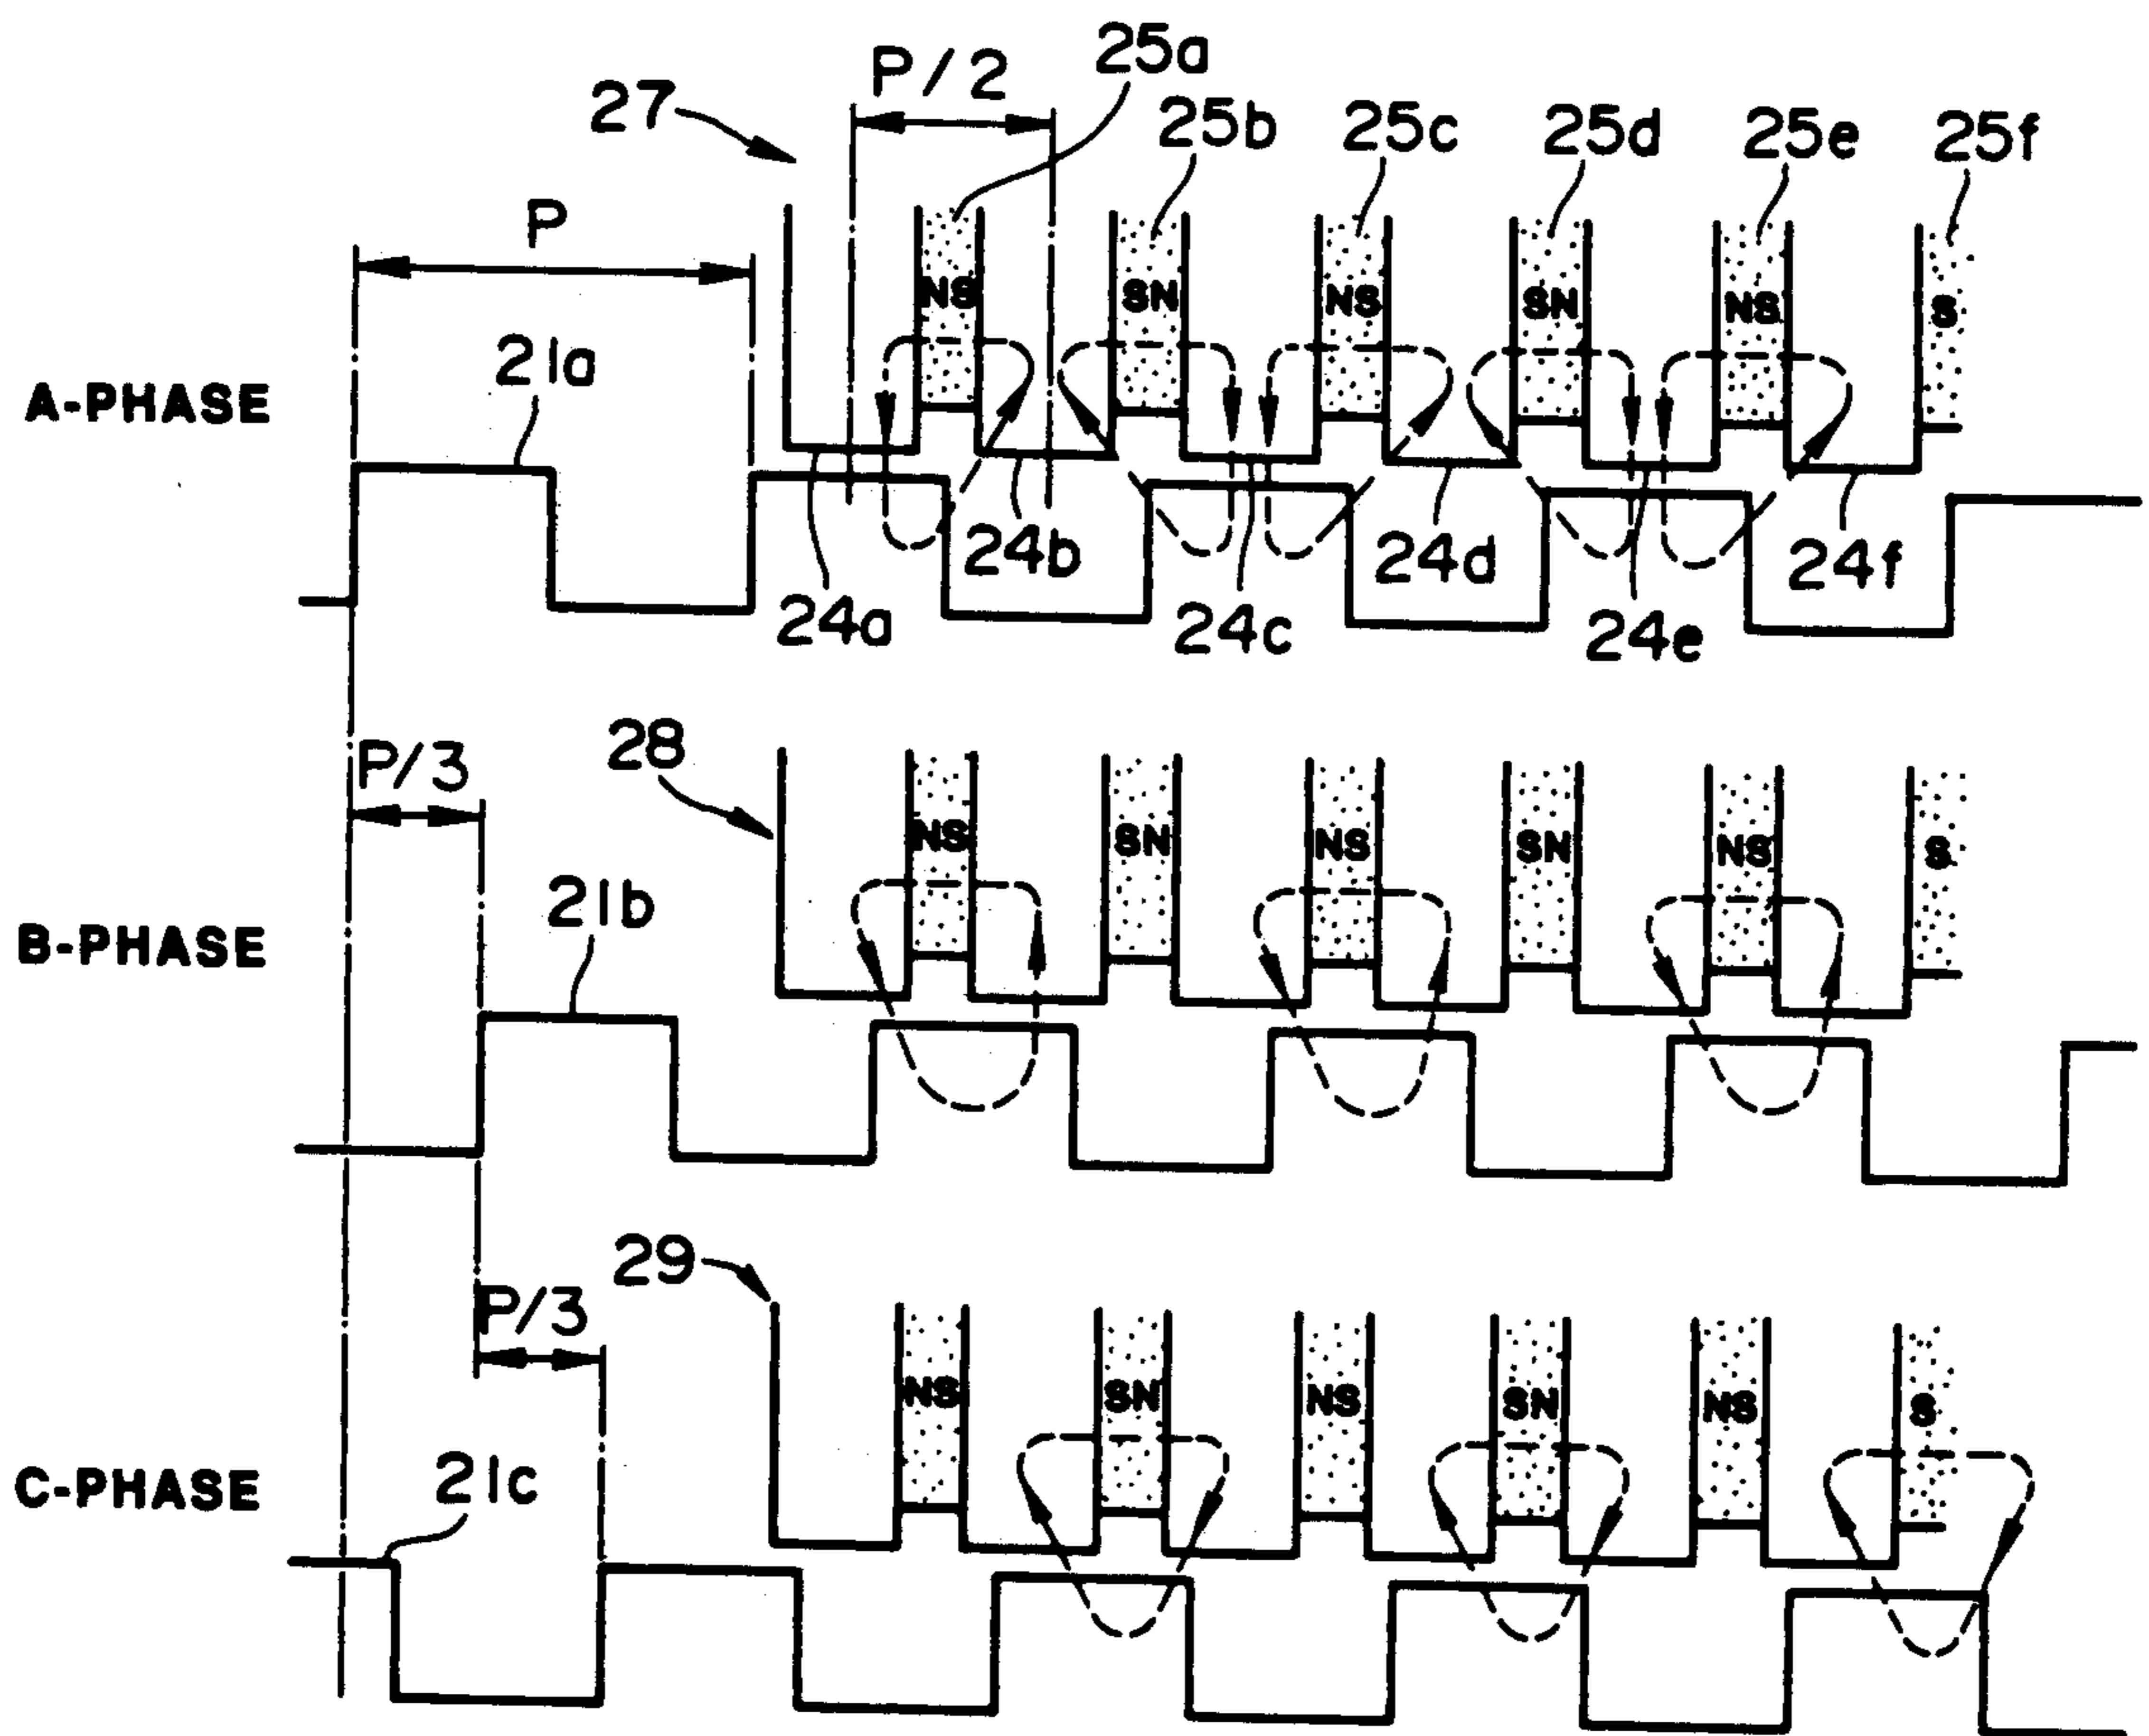 25a
P/2
27
25b
25c
25d
25e
25f
P
NS
SN
NS
SN
NS
S
21a
A-PHASE
24b
24d
24f
24a
24c
24e
28
P/3
NS
SN
NS
SN
NS
S
21b
B-PHASE
29
P/3
NS
SN
NS
SN
NS
S
21c
C-PHASE